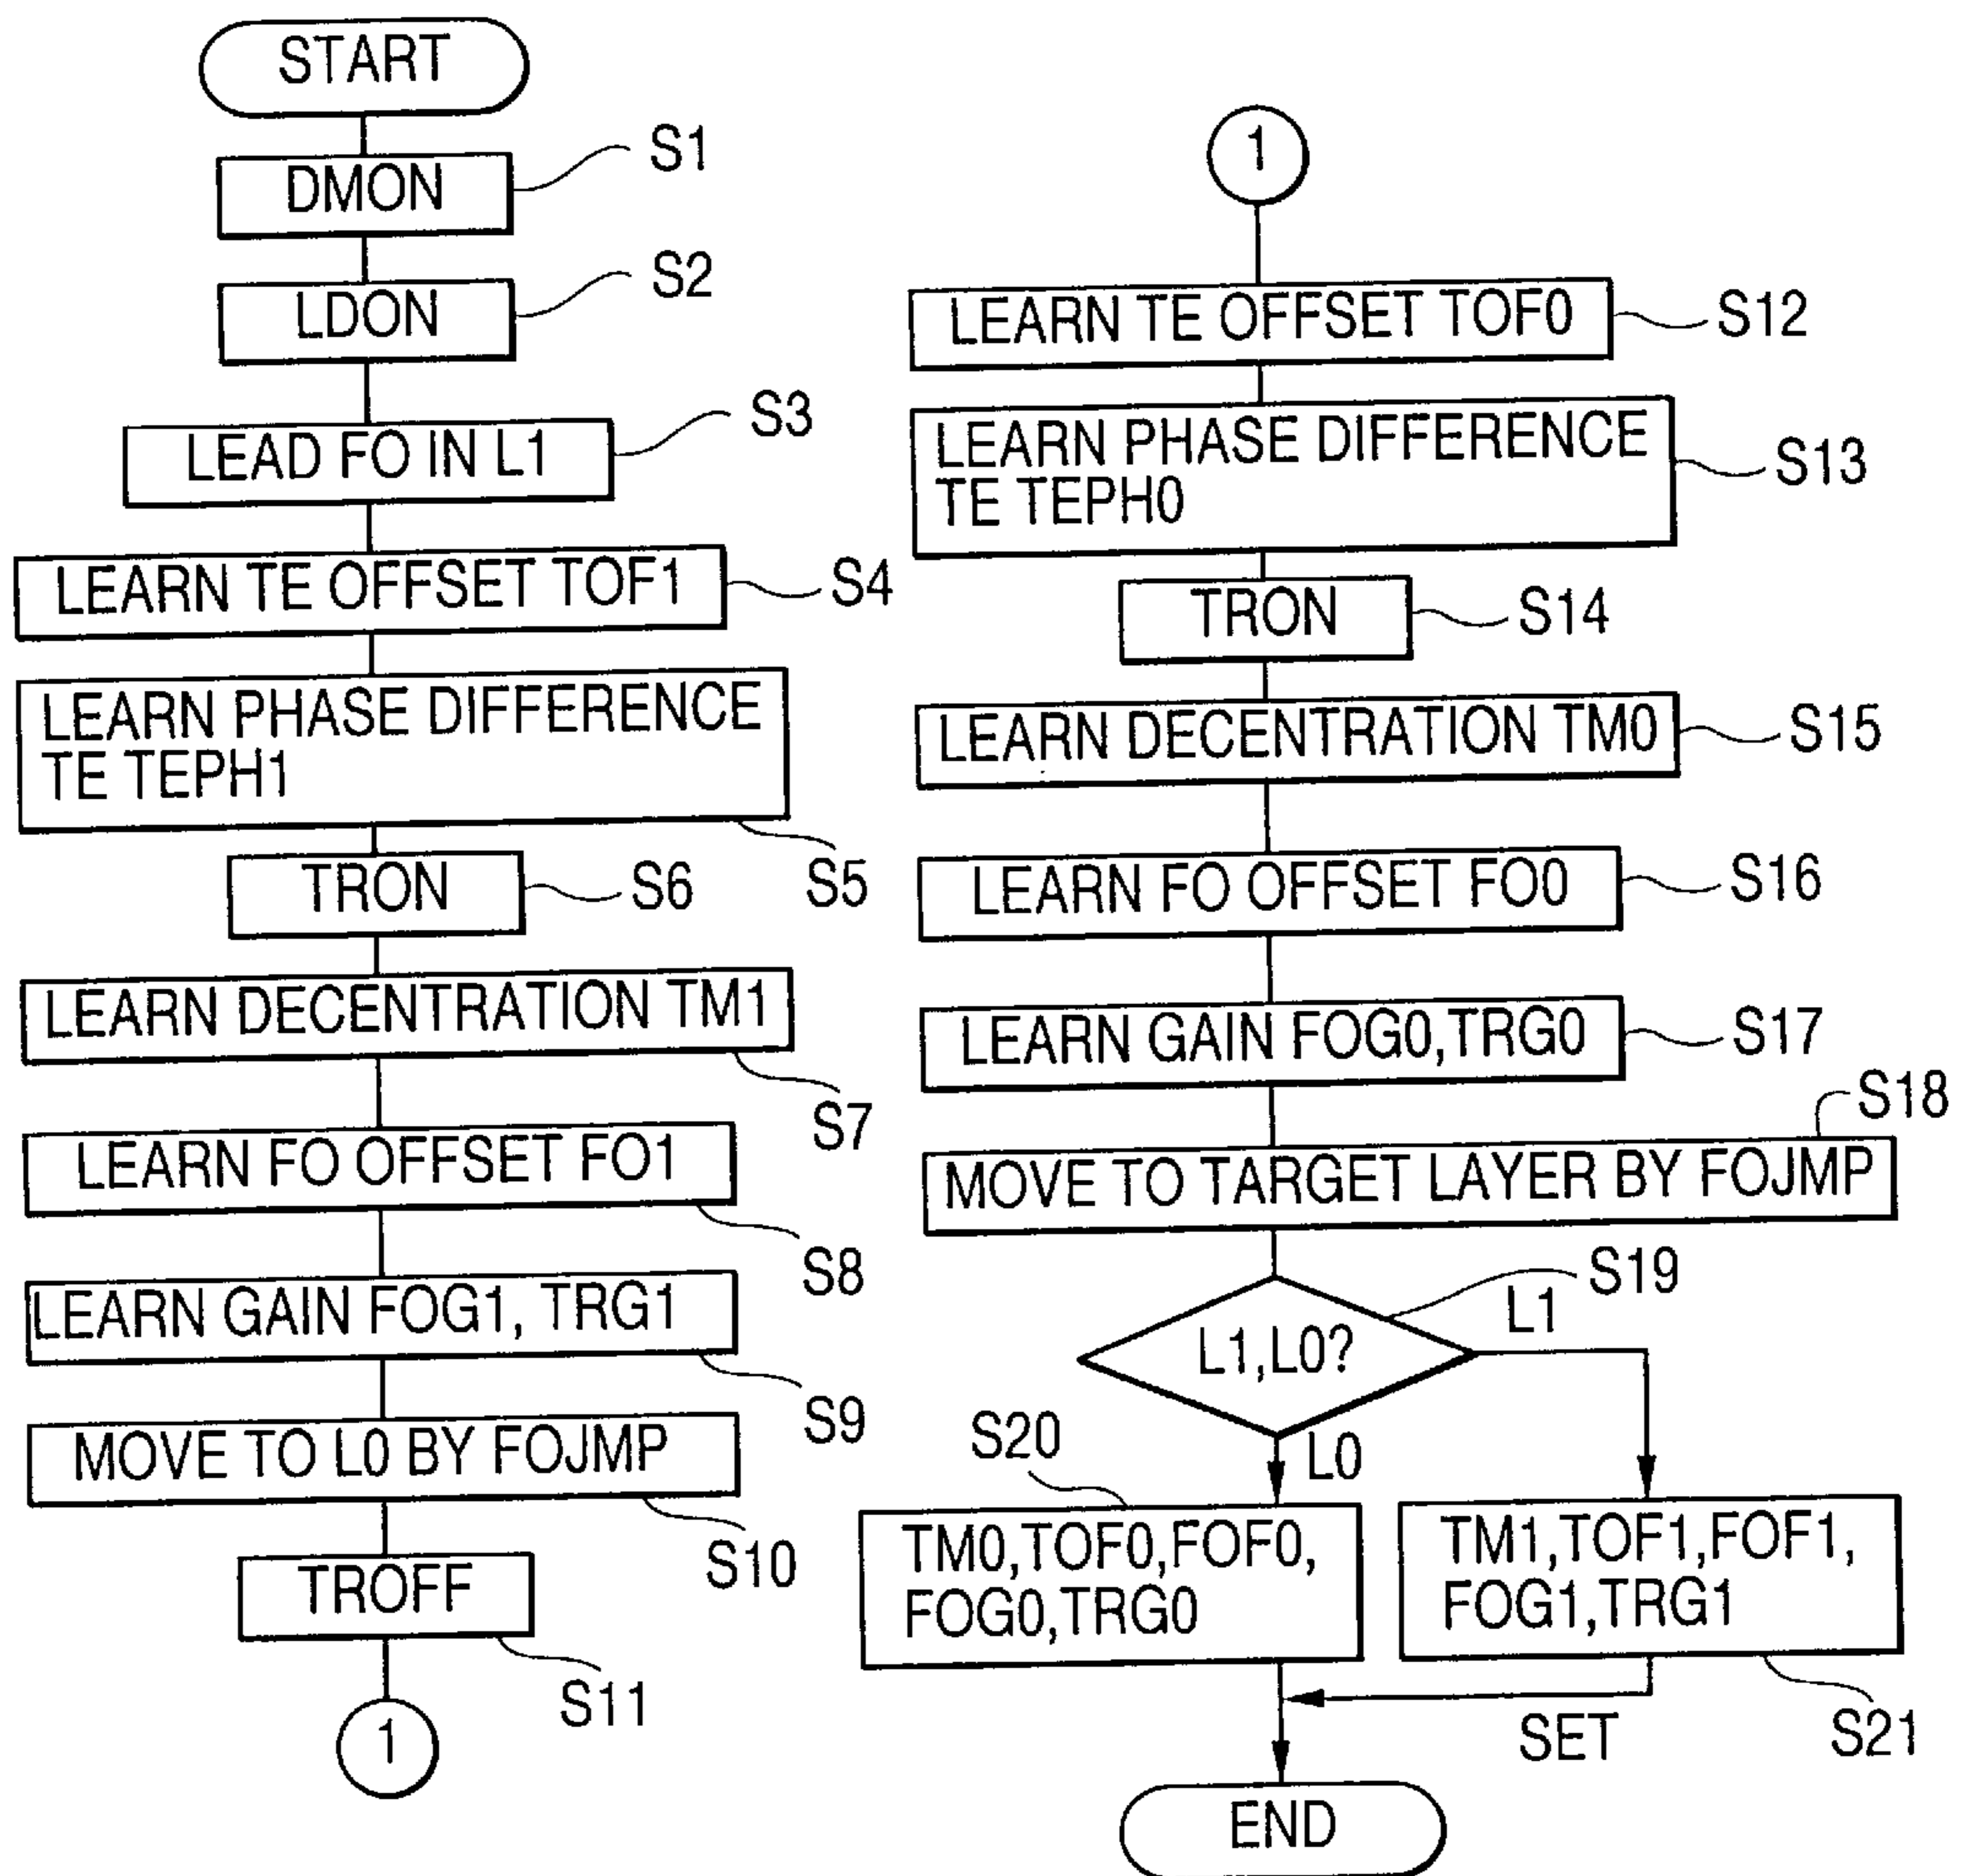 START
DMON
S1
LDON
S2
LEAD FO IN L1
S3
LEARN TE OFFSET TOF1
S4
LEARN PHASE DIFFERENCE
TE TEPH1
S5
TRON
S6
LEARN DECENTRATION TM1
S7
LEARN FO OFFSET FO1
S8
LEARN GAIN FOG1, TRG1
S9
MOVE TO L0 BY FOJMP
S10
TROFF
S11
1
1
LEARN TE OFFSET TOF0
S12
LEARN PHASE DIFFERENCE
TE TEPH0
S13
TRON
S14
LEARN DECENTRATION TM0
S15
LEARN FO OFFSET FO0
S16
LEARN GAIN FOG0,TRG0
S17
MOVE TO TARGET LAYER BY FOJMP
S18
L1,L0?
S19
L1
L0
S20
TM0,TOF0,FOF0,
FOG0,TRG0
TM1,TOF1,FOF1,
FOG1,TRG1
S21
SET
END